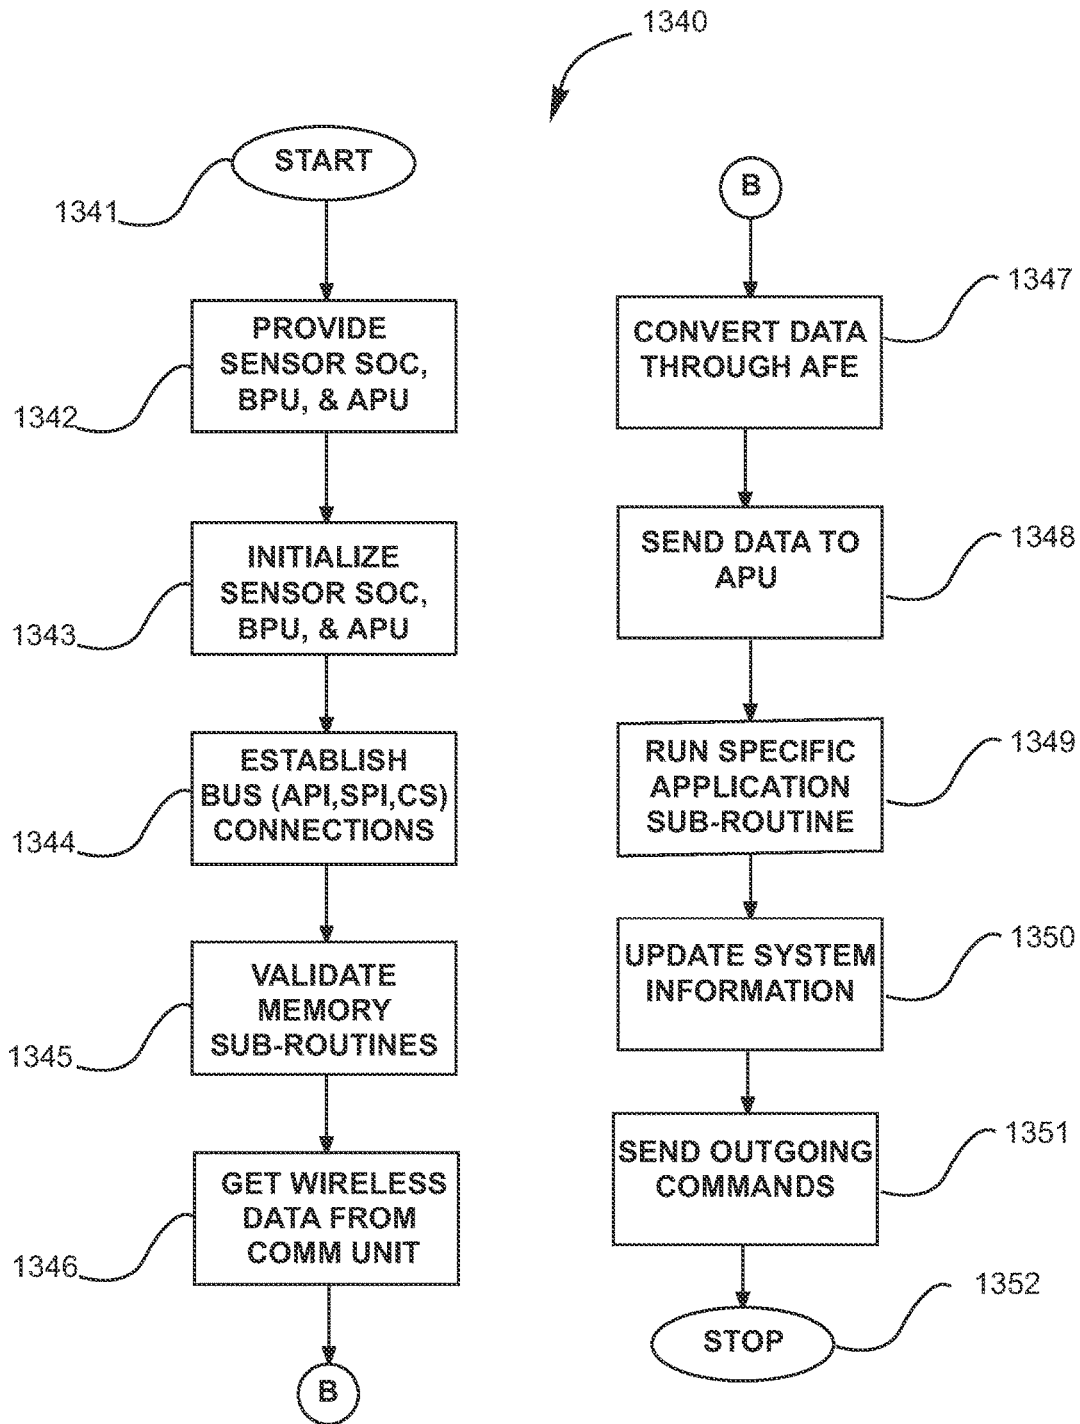 1340
START
1341
PROVIDE
SENSOR SOC,
BPU, & APU
1342
INITIALIZE
SENSOR SOC,
BPU, & APU
1343
ESTABLISH
BUS (API,SPI,CS)
CONNECTIONS
1344
VALIDATE
MEMORY
SUB-ROUTINES
1345
GET WIRELESS
DATA FROM
COMM UNIT
1346
B
B
CONVERT DATA
THROUGH AFE
1347
SEND DATA TO
APU
1348
RUN SPECIFIC
APPLICATION
SUB-ROUTINE
1349
UPDATE SYSTEM
INFORMATION
1350
SEND OUTGOING
COMMANDS
1351
STOP
1352